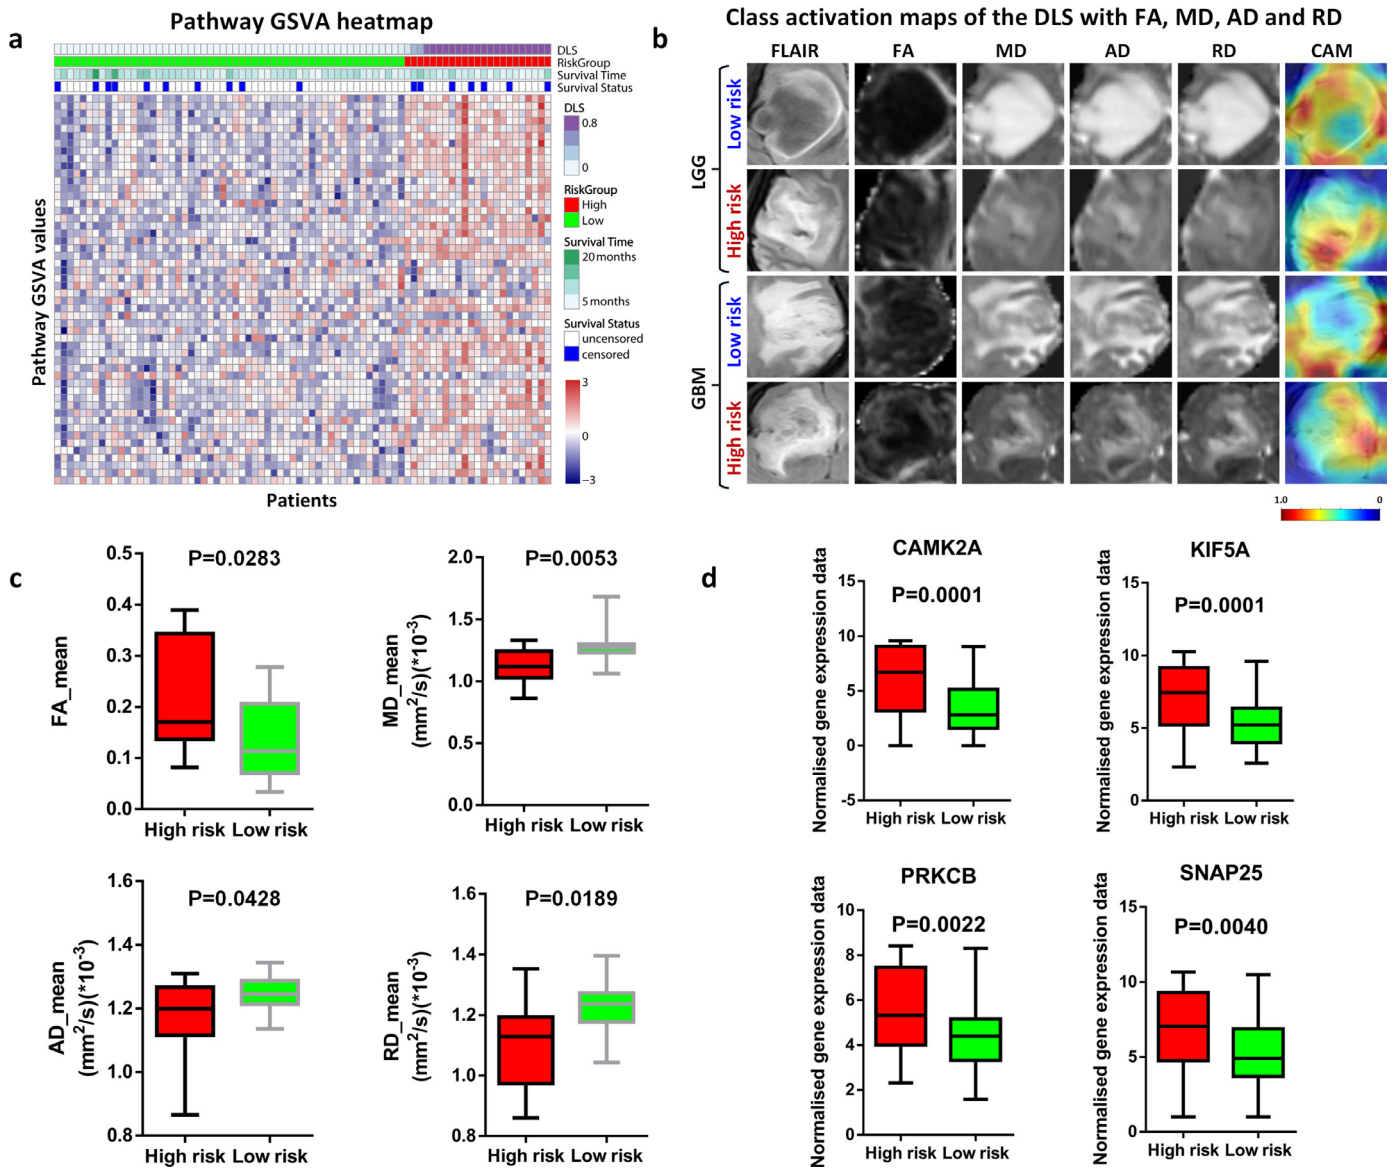 a
Pathway GSVA heatmap
DLS
RiskGroup
Survival Time
Survival Status
DLS
0.8
0
RiskGroup
High
Low
Survival Time
20 months
5 months
Survival Status
uncensored
censored
3
0
−3
Pathway GSVA values
Patients
b
Class activation maps of the DLS with FA, MD, AD and RD
FLAIR FA MD AD RD CAM
LGG
Low risk
High risk
GBM
Low risk
High risk
1.0 0
c
P=0.0283
FA_mean
0.5
0.4
0.3
0.2
0.1
0.0
High risk Low risk
P=0.0053
MD_mean
(mm²/s)(*10⁻³)
2.0
1.5
1.0
0.5
0.0
High risk Low risk
P=0.0428
AD_mean
(mm²/s)(*10⁻³)
1.6
1.4
1.2
1.0
0.8
High risk Low risk
P=0.0189
RD_mean
(mm²/s)(*10⁻³)
1.6
1.4
1.2
1.0
0.8
High risk Low risk
d
CAMK2A
P=0.0001
Normalised gene expression data
15
10
5
0
-5
High risk Low risk
KIF5A
P=0.0001
Normalised gene expression data
15
10
5
0
High risk Low risk
PRKCB
P=0.0022
Normalised gene expression data
10
8
6
4
2
0
High risk Low risk
SNAP25
P=0.0040
Normalised gene expression data
15
10
5
0
High risk Low risk